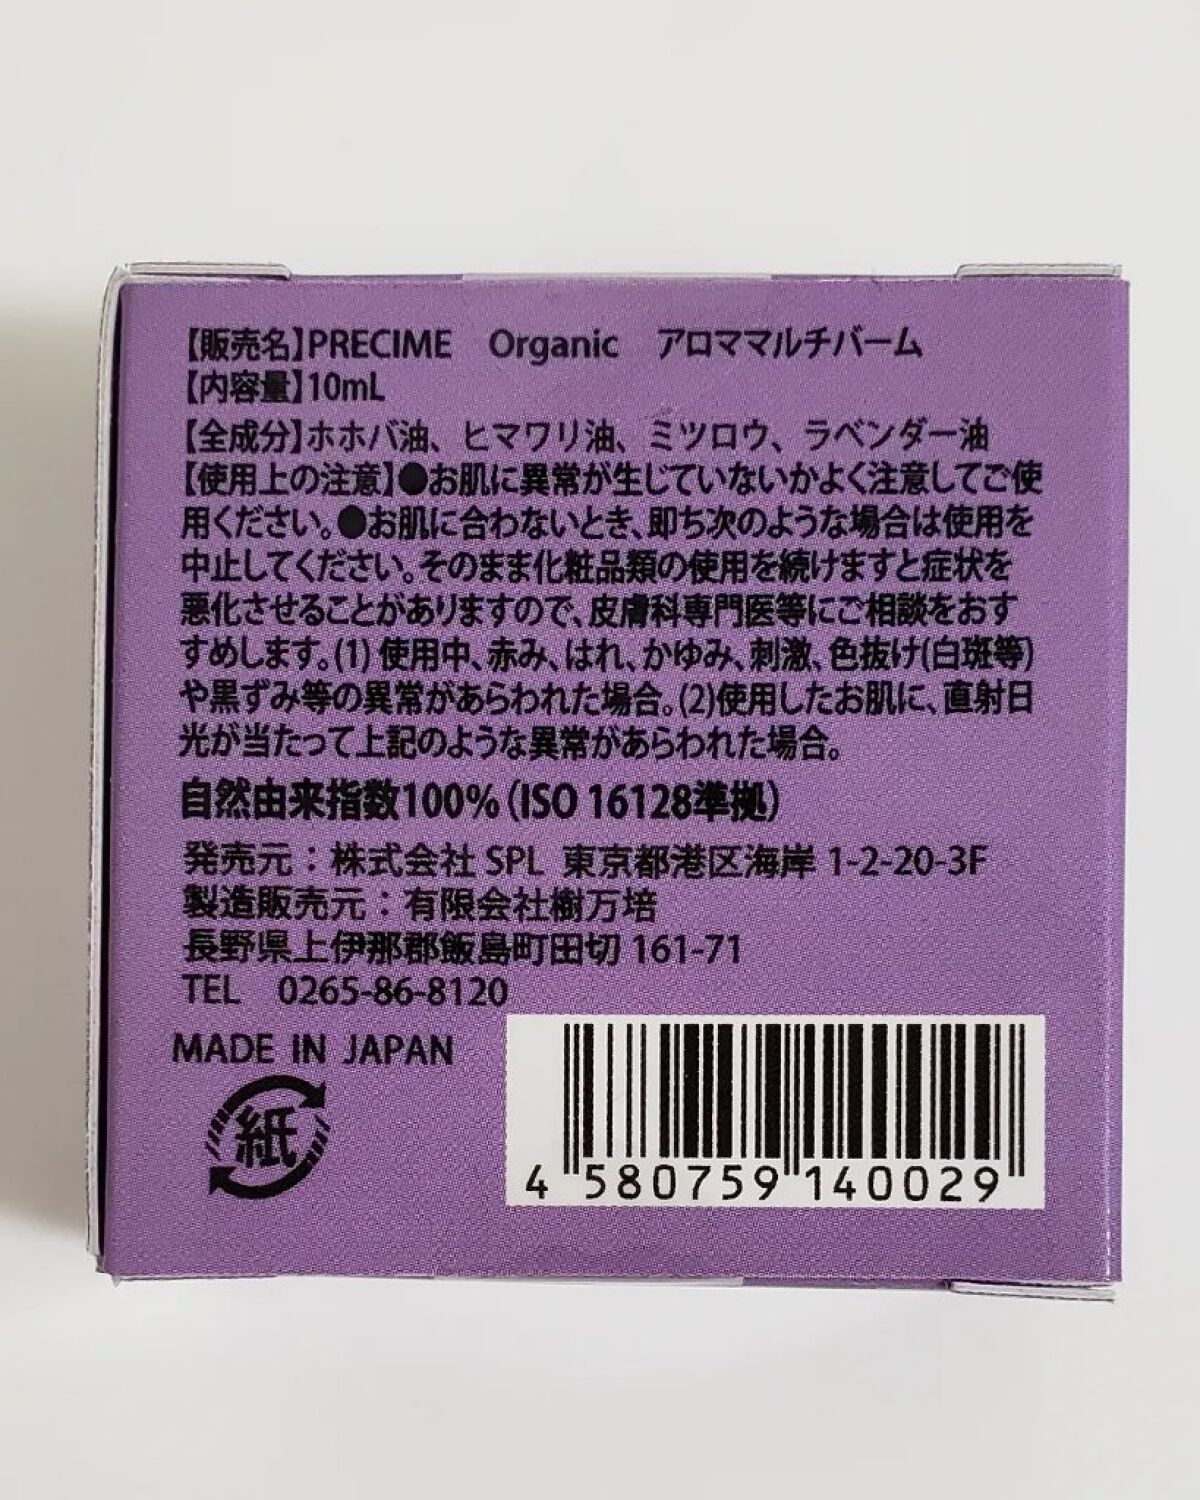 【販売名】PRECIME Organic アロママルチバーム
【内容量】10mL
【全成分】ホホバ油、ヒマワリ油、ミツロウ、ラベンダー油
【使用上の注意】●お肌に異常が生じていないかよく注意してご使
用ください。●お肌に合わないとき、即ち次のような場合は使用を
中止してください。そのまま化粧品類の使用を続けますと症状を
悪化させることがありますので、皮膚科専門医等にご相談をおす
すめします。(1) 使用中、赤み、はれ、かゆみ、刺激、色抜け(白斑等)
や黒ずみ等の異常があらわれた場合。(2)使用したお肌に、直射日
光が当たって上記のような異常があらわれた場合。
自然由来指数100%(ISO 16128準拠)
発売元：株式会社 SPL 東京都港区海岸 1-2-20-3F
製造販売元：有限会社樹万培
長野県上伊那郡飯島町田切 161-71
TEL 0265-86-8120
MADE IN JAPAN
紙
4 580759 140029